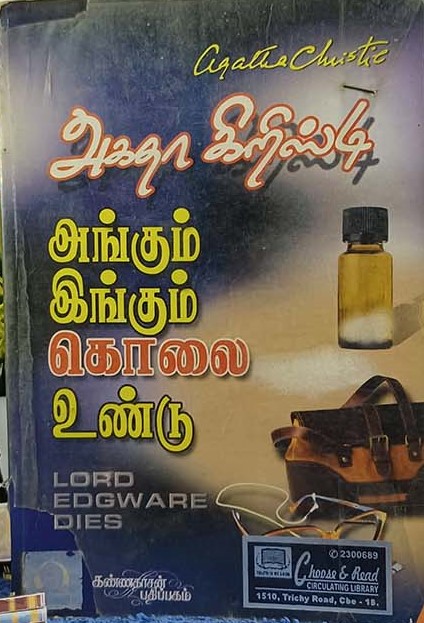 Agatha Christie
அகதா கிறிஸ்டி
அங்கும்
இங்கும்
கொலை
உண்டு
LORD
EDGWARE
DIES
கண்ணதாசன்
பதிப்பகம்
✆ 2300689
Choose & Read
CIRCULATING LIBRARY
1510, Trichy Road, Cbe - 18.